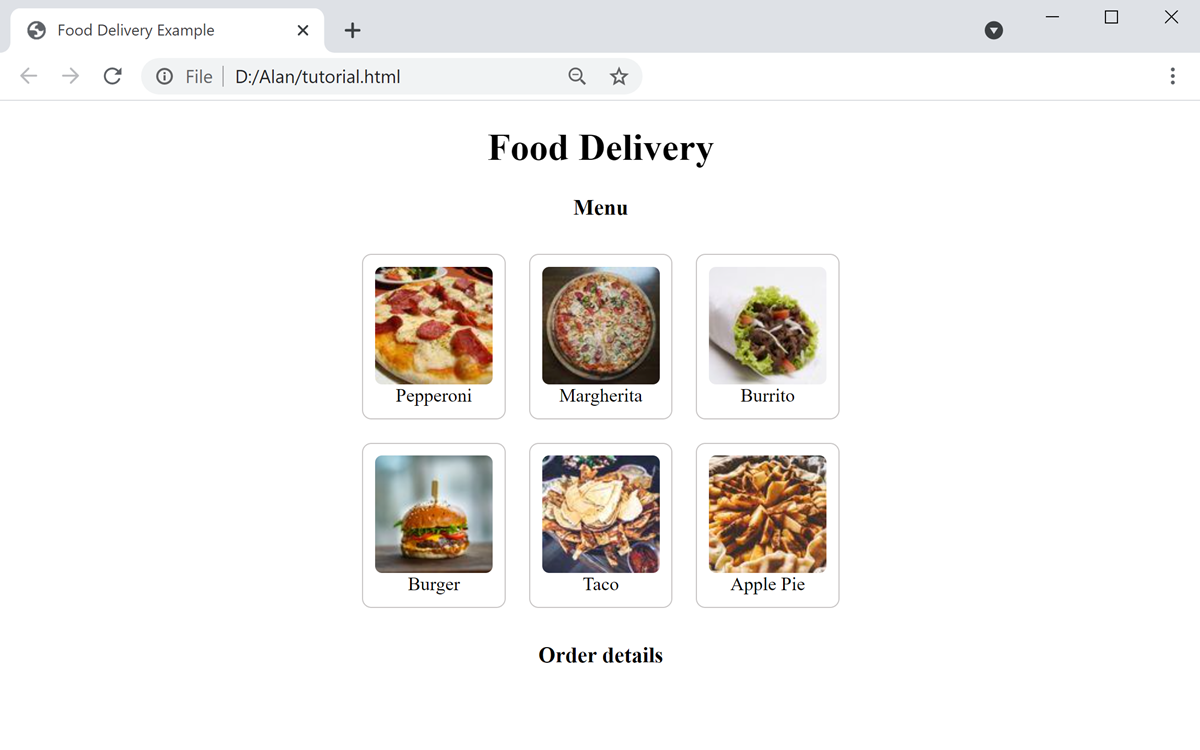 Food Delivery Example
File D:/Alan/tutorial.html
Food Delivery
Menu
Pepperoni Margherita Burrito
Burger Taco Apple Pie
Order details